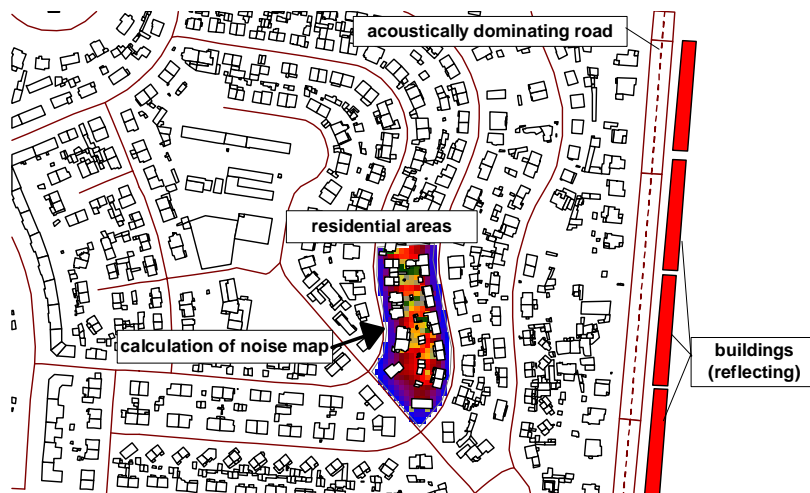 acoustically dominating road
residential areas
calculation of noise map
buildings
(reflecting)